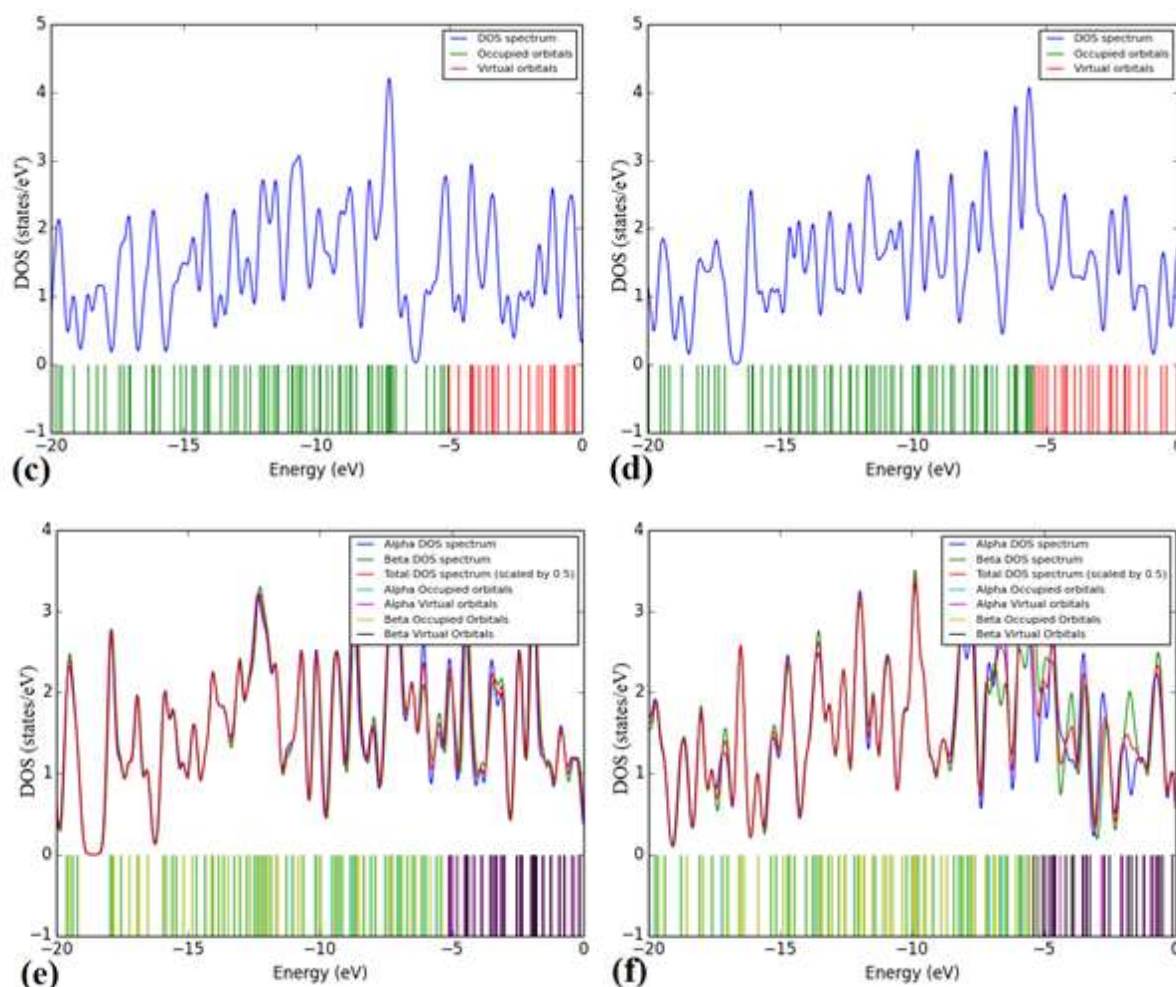 5
4
3
2
1
0
−1
DOS (states/eV)
DOS spectrum
Occupied orbitals
Virtual orbitals
−20
−15
−10
−5
0
Energy (eV)
(c)
5
4
3
2
1
0
−1
DOS (states/eV)
DOS spectrum
Occupied orbitals
Virtual orbitals
−20
−15
−10
−5
Energy (eV)
(d)
4
3
2
1
0
−1
DOS (states/eV)
Alpha DOS spectrum
Beta DOS spectrum
Total DOS spectrum (scaled by 0.5)
Alpha Occupied orbitals
Alpha Virtual orbitals
Beta Occupied Orbitals
Beta Virtual Orbitals
−20
−15
−10
−5
0
Energy (eV)
(e)
4
3
2
1
0
−1
DOS (states/eV)
Alpha DOS spectrum
Beta DOS spectrum
Total DOS spectrum (scaled by 0.5)
Alpha Occupied orbitals
Alpha Virtual orbitals
Beta Occupied Orbitals
Beta Virtual Orbitals
−20
−15
−10
−5
Energy (eV)
(f)